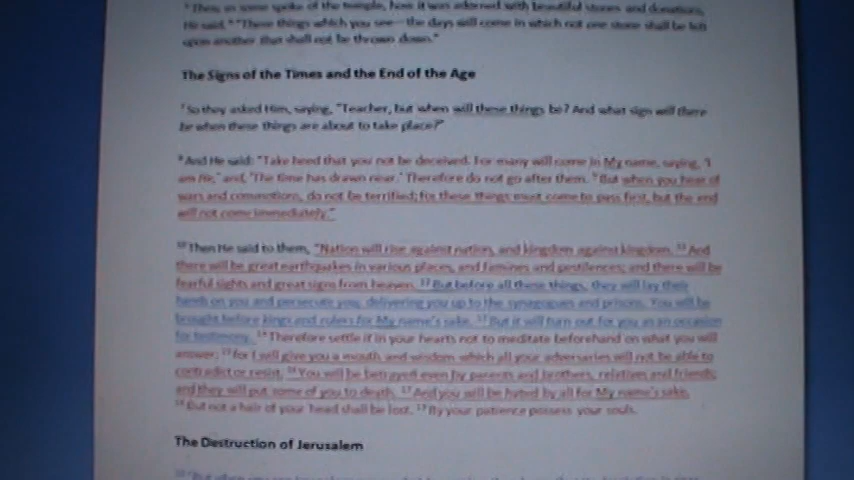 ⁵ Then, as some spoke of the temple, how it was adorned with beautiful stones and donations,
He said, ⁶ "These things which you see—the days will come in which not one stone shall be left
upon another that shall not be thrown down."
The Signs of the Times and the End of the Age
⁷ So they asked Him, saying, "Teacher, but when will these things be? And what sign will there
be when these things are about to take place?"
⁸ And He said: "Take heed that you not be deceived. For many will come in My name, saying, 'I
am He,' and, 'The time has drawn near.' Therefore do not go after them. ⁹ But when you hear of
wars and commotions, do not be terrified; for these things must come to pass first, but the end
will not come immediately."
¹⁰ Then He said to them, "Nation will rise against nation, and kingdom against kingdom. ¹¹ And
there will be great earthquakes in various places, and famines and pestilences; and there will be
fearful sights and great signs from heaven. ¹² But before all these things, they will lay their
hands on you and persecute you, delivering you up to the synagogues and prisons. You will be
brought before kings and rulers for My name's sake. ¹³ But it will turn out for you as an occasion
for testimony. ¹⁴ Therefore settle it in your hearts not to meditate beforehand on what you will
answer; ¹⁵ for I will give you a mouth and wisdom which all your adversaries will not be able to
contradict or resist. ¹⁶ You will be betrayed even by parents and brothers, relatives and friends;
and they will put some of you to death. ¹⁷ And you will be hated by all for My name's sake.
¹⁸ But not a hair of your head shall be lost. ¹⁹ By your patience possess your souls.
The Destruction of Jerusalem